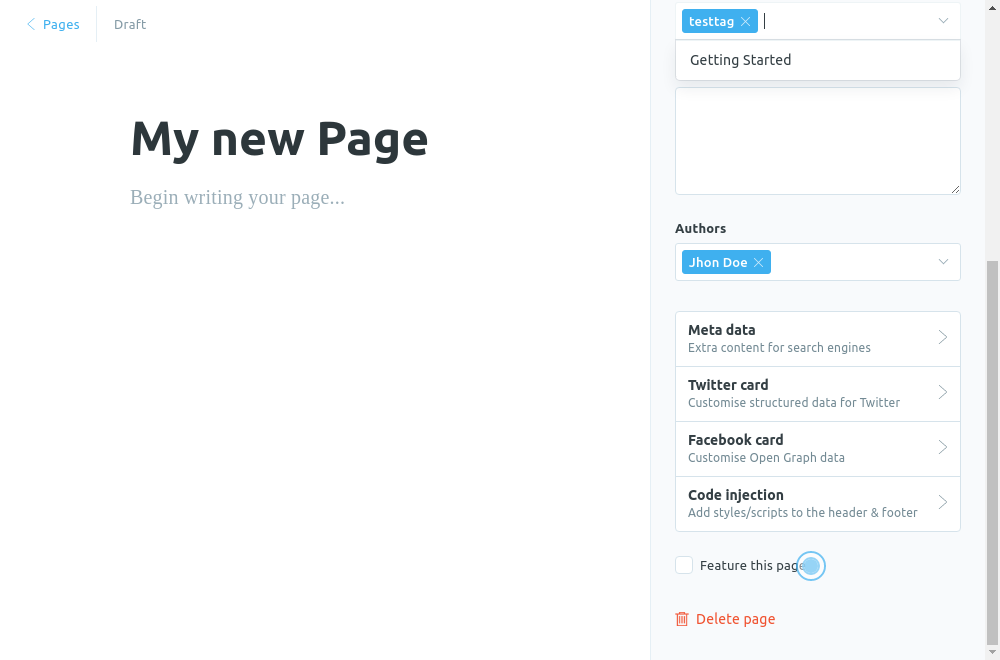 Pages
Draft
My new Page
Begin writing your page...
testtag
Getting Started
Authors
Jhon Doe
Meta data
Extra content for search engines
Twitter card
Customise structured data for Twitter
Facebook card
Customise Open Graph data
Code injection
Add styles/scripts to the header & footer
Feature this page
Delete page